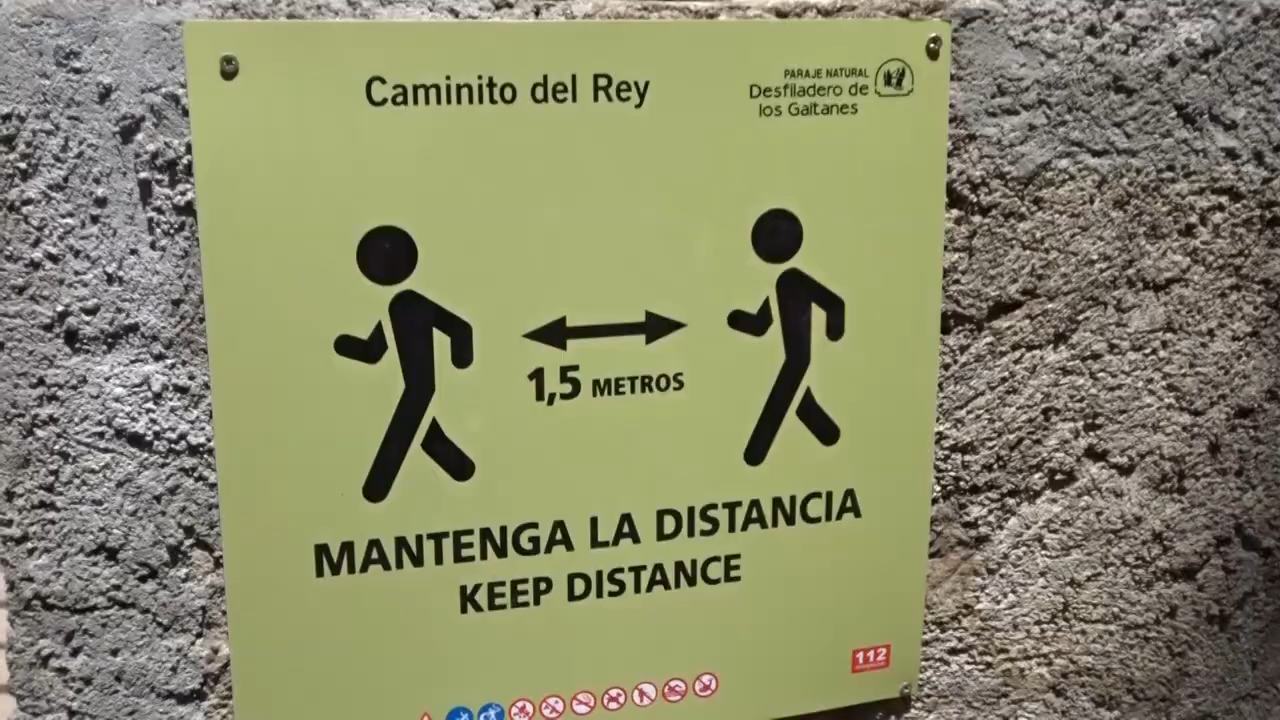 Caminito del Rey
PARAJE NATURAL
Desfiladero de
los Gaitanes
1,5 METROS
MANTENGA LA DISTANCIA
KEEP DISTANCE
112